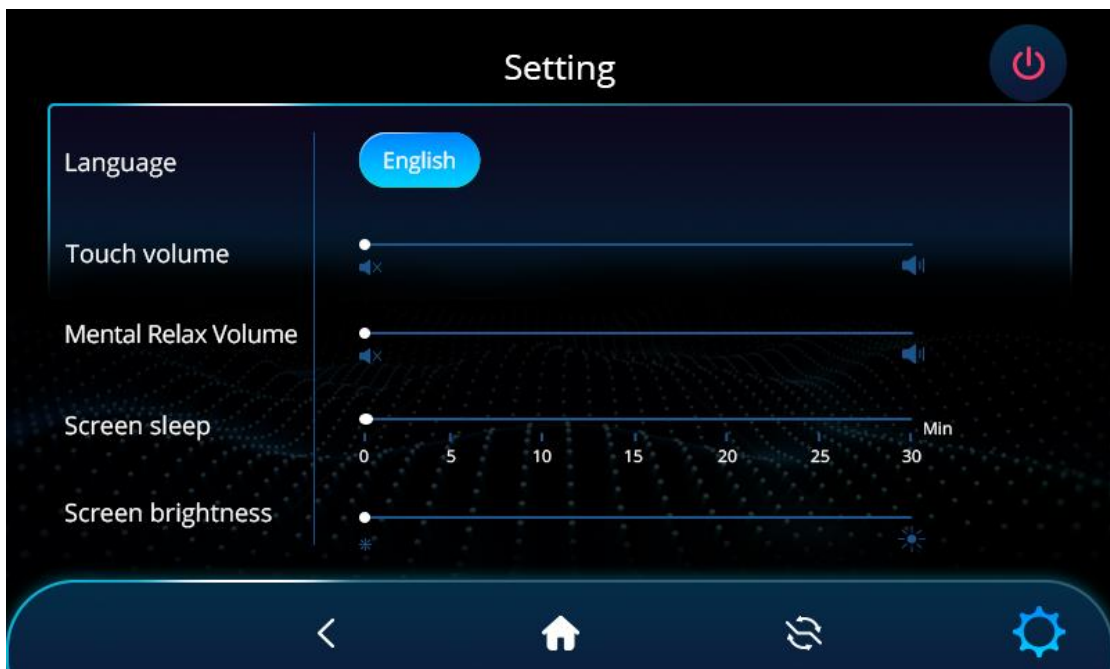 Setting
Language
English
Touch volume
Mental Relax Volume
Screen sleep
Min
0 5 10 15 20 25 30
Screen brightness